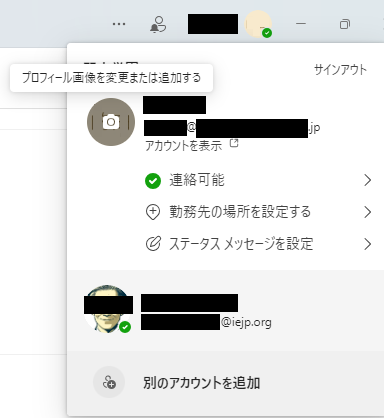 サインアウト
プロフィール画像を変更または追加する
@ .jp
アカウントを表示
連絡可能
勤務先の場所を設定する
ステータス メッセージを設定
@iejp.org
別のアカウントを追加